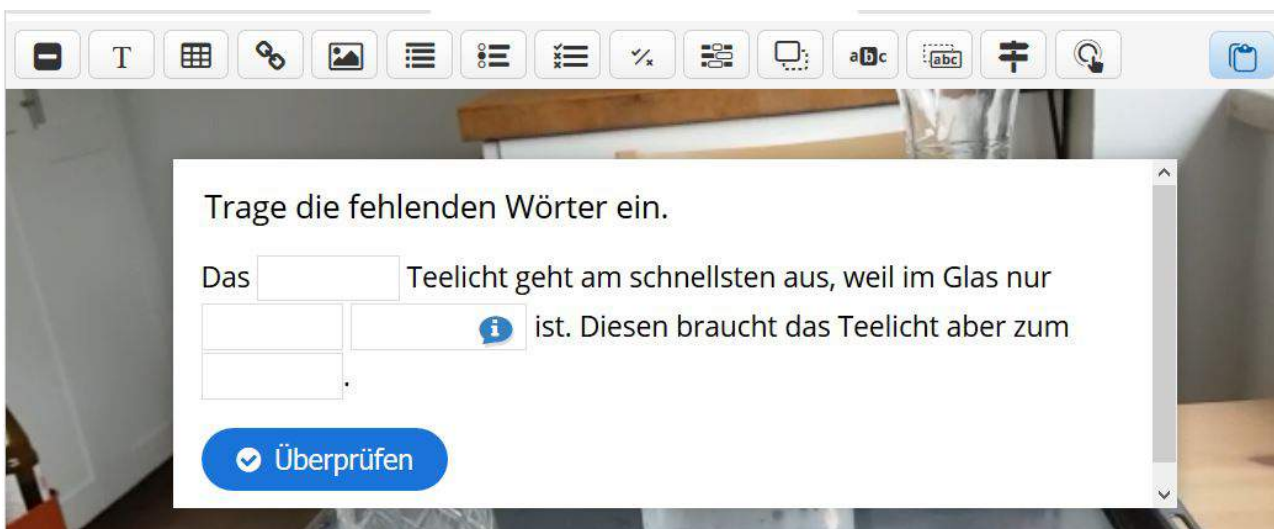 T
abc
abc
Trage die fehlenden Wörter ein.
Das Teelicht geht am schnellsten aus, weil im Glas nur
i ist. Diesen braucht das Teelicht aber zum
.
Überprüfen